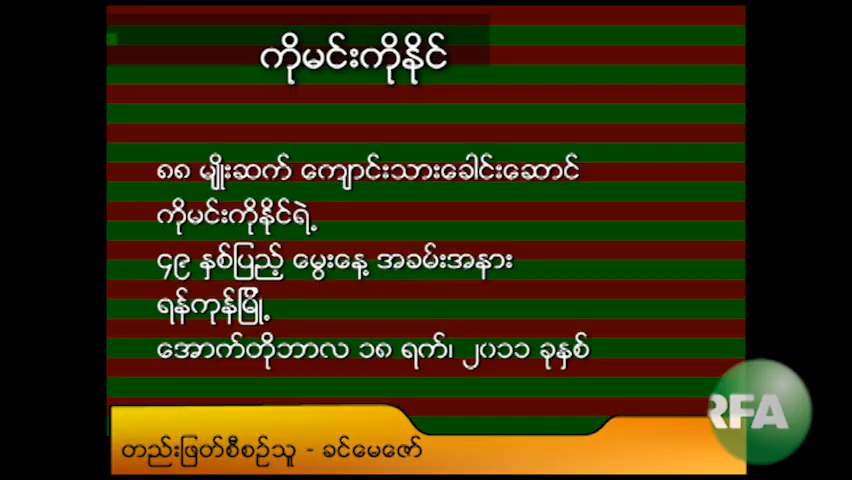 ကိုမင်းကိုနိုင်
၈၈ မျိုးဆက် ကျောင်းသားခေါင်းဆောင်
ကိုမင်းကိုနိုင်ရဲ့
၄၉ နှစ်ပြည့် မွေးနေ့ အခမ်းအနား
ရန်ကုန်မြို့
အောက်တိုဘာလ ၁၈ ရက်၊ ၂၀၁၁ ခုနှစ်
RFA
တည်းဖြတ်စီစဉ်သူ - ခင်မေဇော်